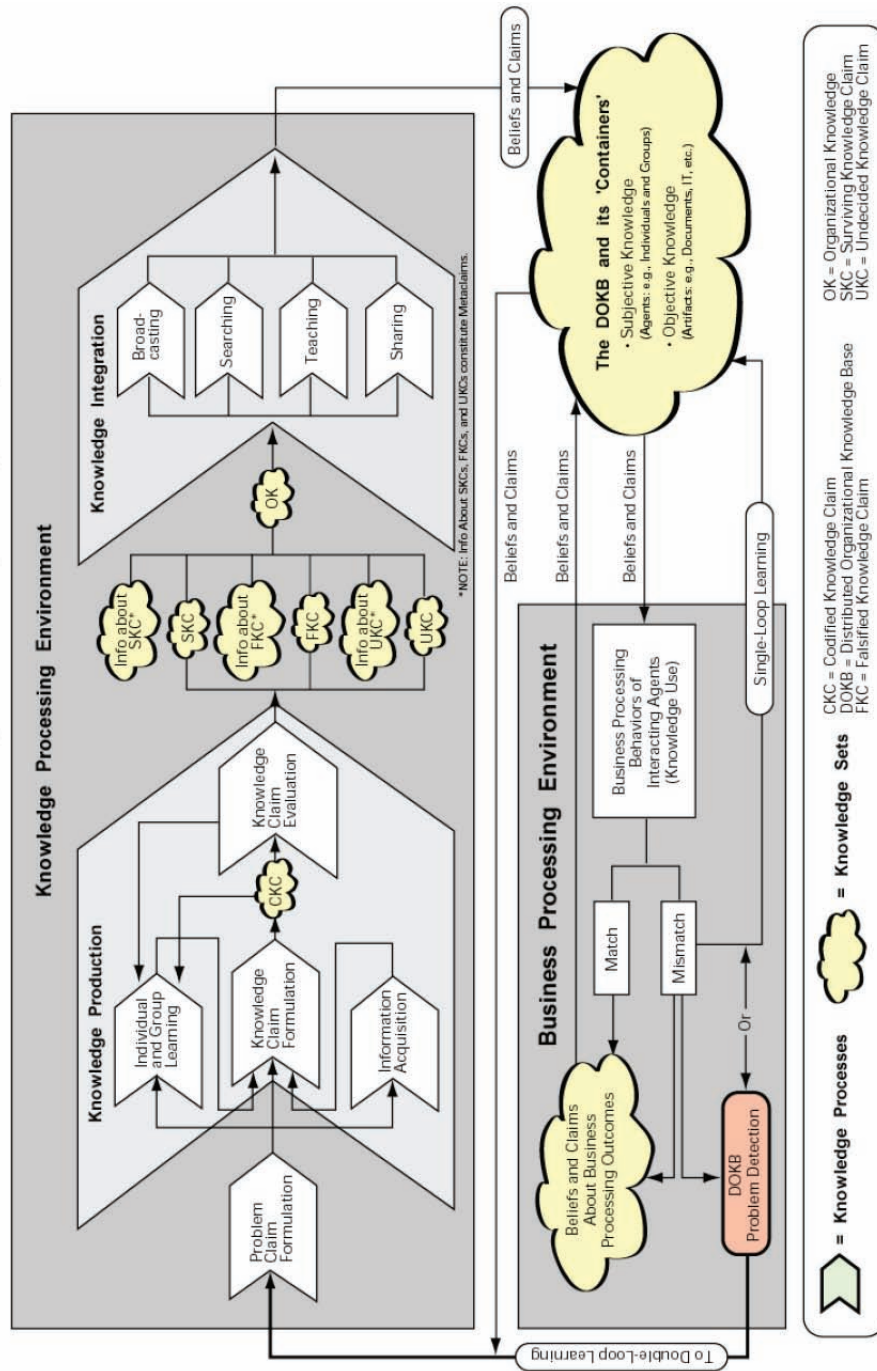 Knowledge Processing Environment
Knowledge Production
Problem
Claim
Formulation
Individual
and Group
Learning
Knowledge
Claim
Formulation
Information
Acquisition
CKC
Knowledge
Claim
Evaluation
Info about
SKC*
SKC
Info about
FKC*
FKC
Info about
UKC*
UKC
OK
Knowledge Integration
Broad-
casting
Searching
Teaching
Sharing
*NOTE: Info About SKCs, FKCs, and UKCs constitute Metaclaims.
Beliefs and Claims
Beliefs and Claims
Beliefs and Claims
Beliefs and Claims
The DOKB and its 'Containers'
• Subjective Knowledge
(Agents: e.g., Individuals and Groups)
• Objective Knowledge
(Artifacts: e.g., Documents, IT, etc.)
Business Processing Environment
Beliefs and Claims
About Business
Processing Outcomes
Match
Mismatch
Business Processing
Behaviors of
Interacting Agents
(Knowledge Use)
DOKB
Problem Detection
Or
Single-Loop Learning
To Double-Loop Learning
= Knowledge Processes
= Knowledge Sets
CKC = Codified Knowledge Claim
DOKB = Distributed Organizational Knowledge Base
FKC = Falsified Knowledge Claim
OK = Organizational Knowledge
SKC = Surviving Knowledge Claim
UKC = Undecided Knowledge Claim